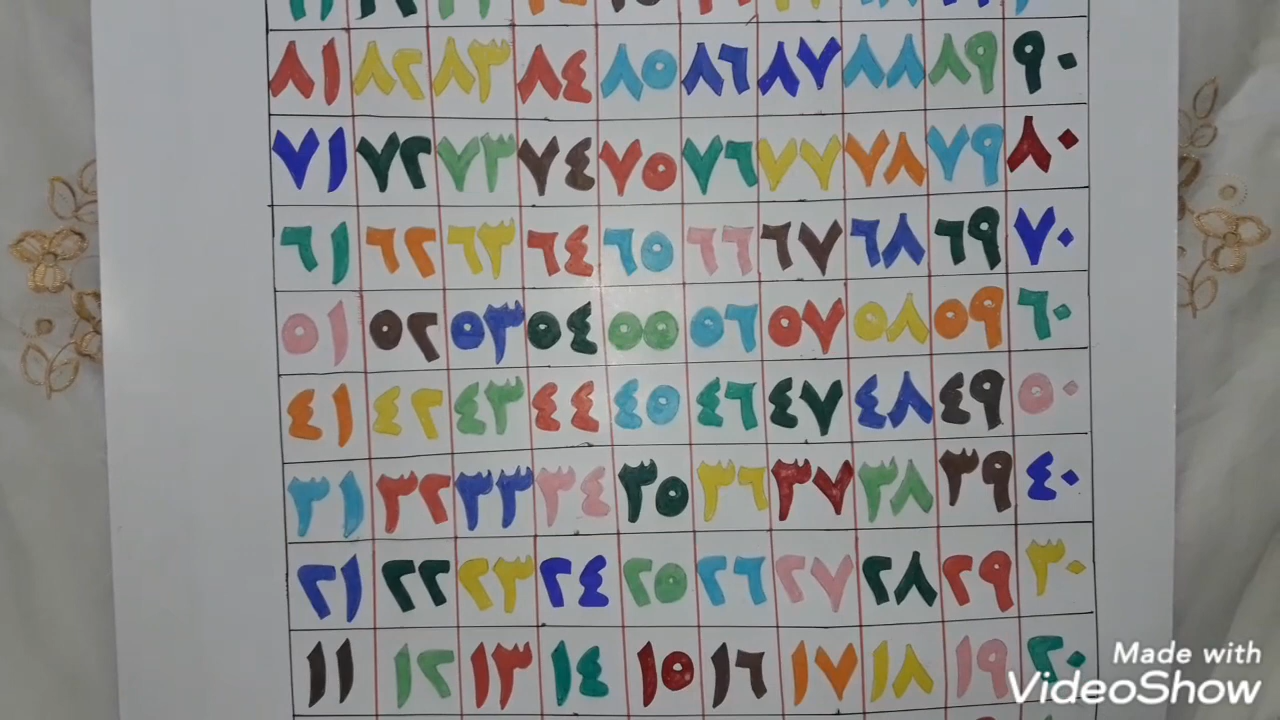 ٨١ ٨٢ ٨٣ ٨٤ ٨٥ ٨٦ ٨٧ ٨٨ ٨٩ ٩٠
٧١ ٧٢ ٧٣ ٧٤ ٧٥ ٧٦ ٧٧ ٧٨ ٧٩ ٨٠
٦١ ٦٢ ٦٣ ٦٤ ٦٥ ٦٦ ٦٧ ٦٨ ٦٩ ٧٠
٥١ ٥٢ ٥٣ ٥٤ ٥٥ ٥٦ ٥٧ ٥٨ ٥٩ ٦٠
٤١ ٤٢ ٤٣ ٤٤ ٤٥ ٤٦ ٤٧ ٤٨ ٤٩ ٥٠
٣١ ٣٢ ٣٣ ٣٤ ٣٥ ٣٦ ٣٧ ٣٨ ٣٩ ٤٠
٢١ ٢٢ ٢٣ ٢٤ ٢٥ ٢٦ ٢٧ ٢٨ ٢٩ ٣٠
١١ ١٢ ١٣ ١٤ ١٥ ١٦ ١٧ ١٨ ١٩ ٢٠
Made with
VideoShow